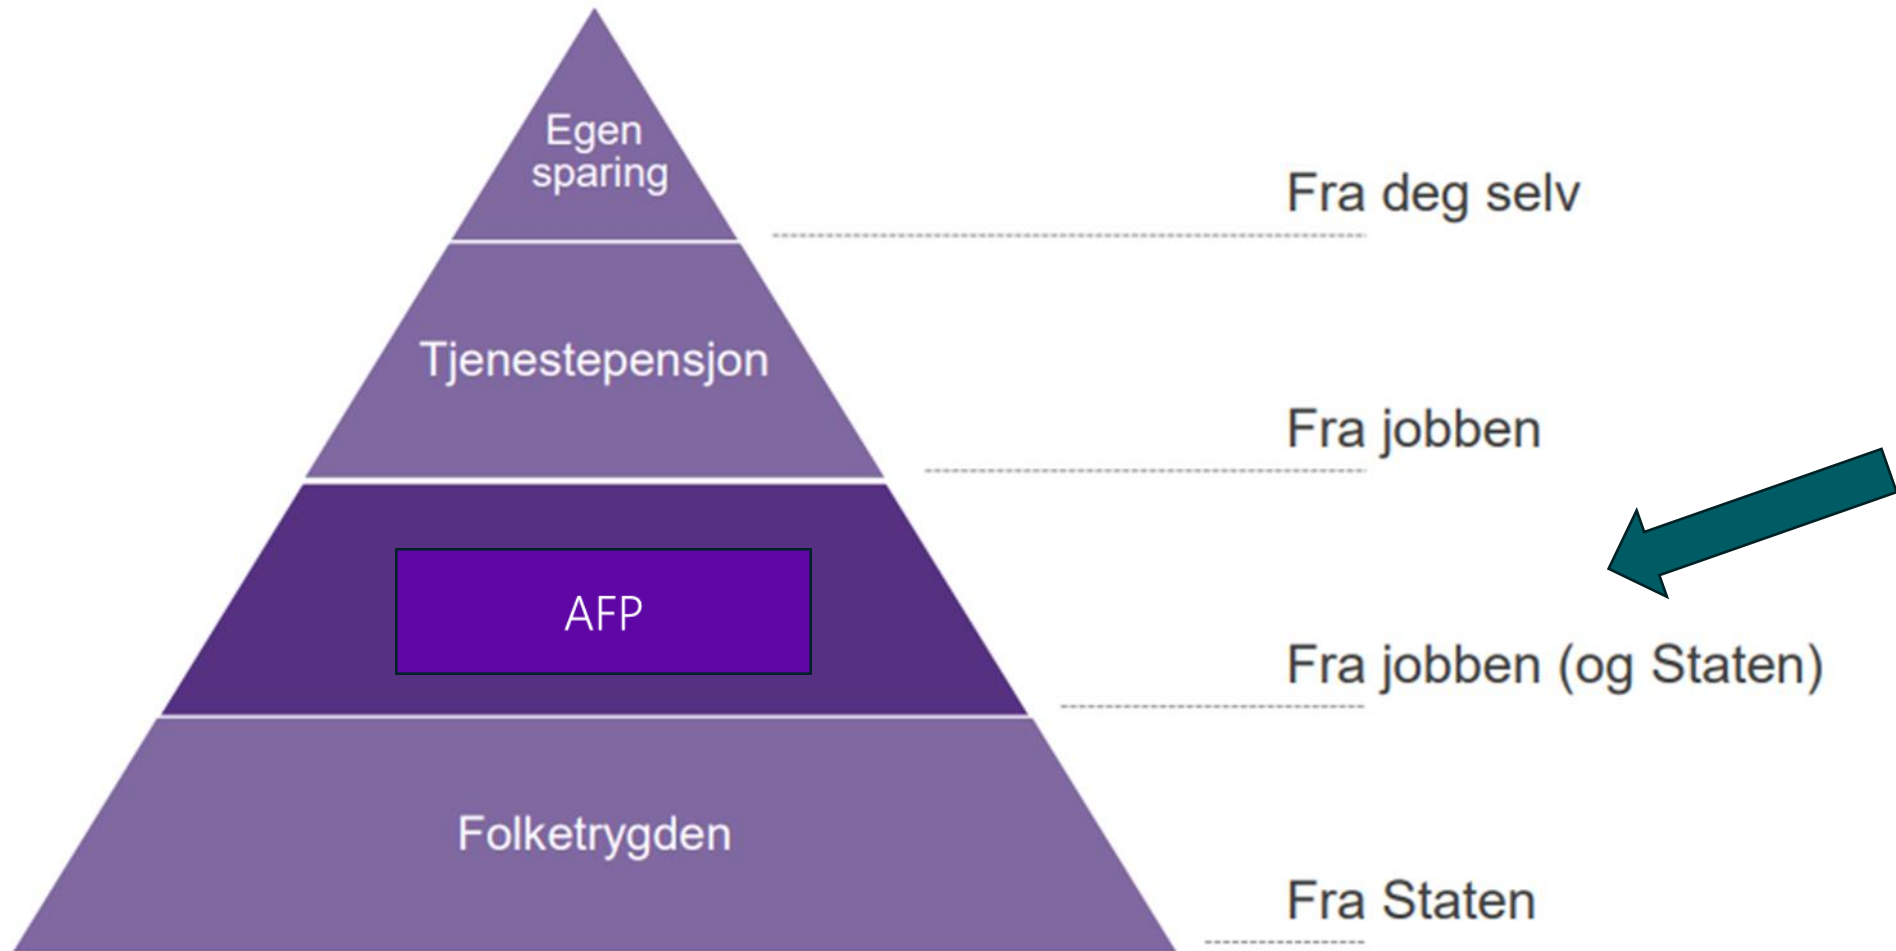 Egen
sparing
Fra deg selv
Tjenestepensjon
Fra jobben
AFP
Fra jobben (og Staten)
Folketrygden
Fra Staten